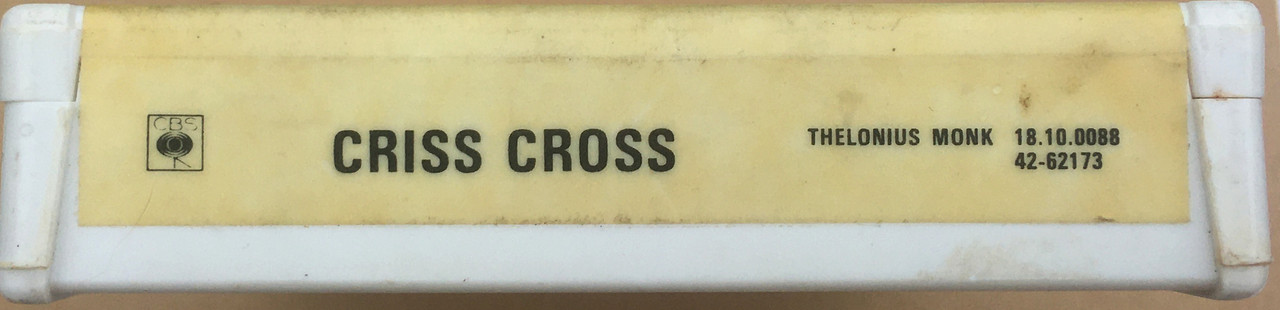 CBS
CRISS CROSS
THELONIUS MONK 18.10.0088
42-62173